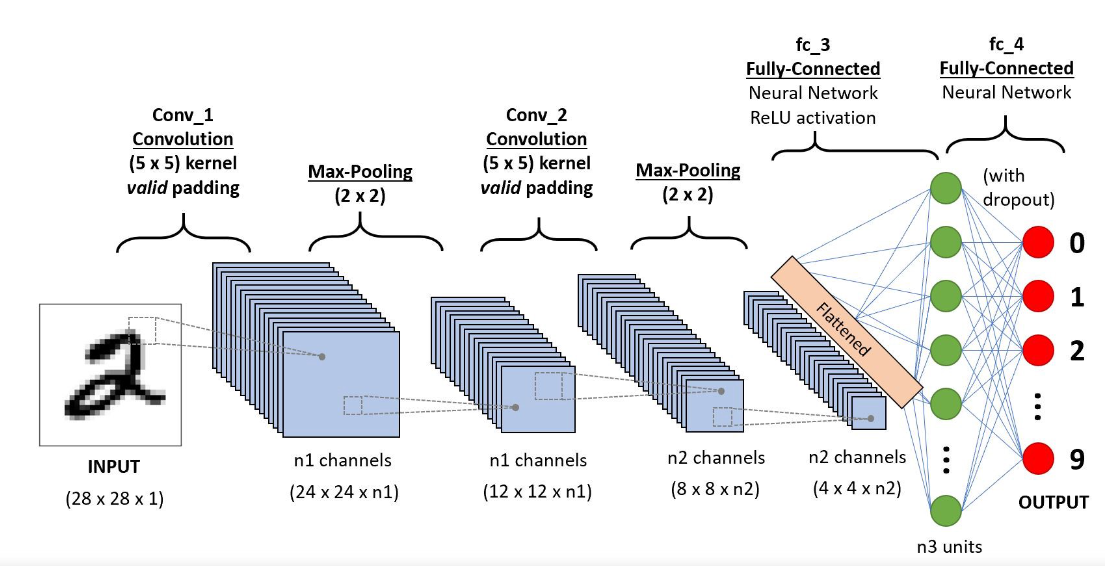 fc_3
Fully-Connected
Neural Network
ReLU activation
fc_4
Fully-Connected
Neural Network
Conv_1
Convolution
(5 x 5) kernel
valid padding
Max-Pooling
(2 x 2)
Conv_2
Convolution
(5 x 5) kernel
valid padding
Max-Pooling
(2 x 2)
(with
dropout)
0
1
2
9
Flattened
INPUT
(28 x 28 x 1)
n1 channels
(24 x 24 x n1)
n1 channels
(12 x 12 x n1)
n2 channels
(8 x 8 x n2)
n2 channels
(4 x 4 x n2)
OUTPUT
n3 units
2